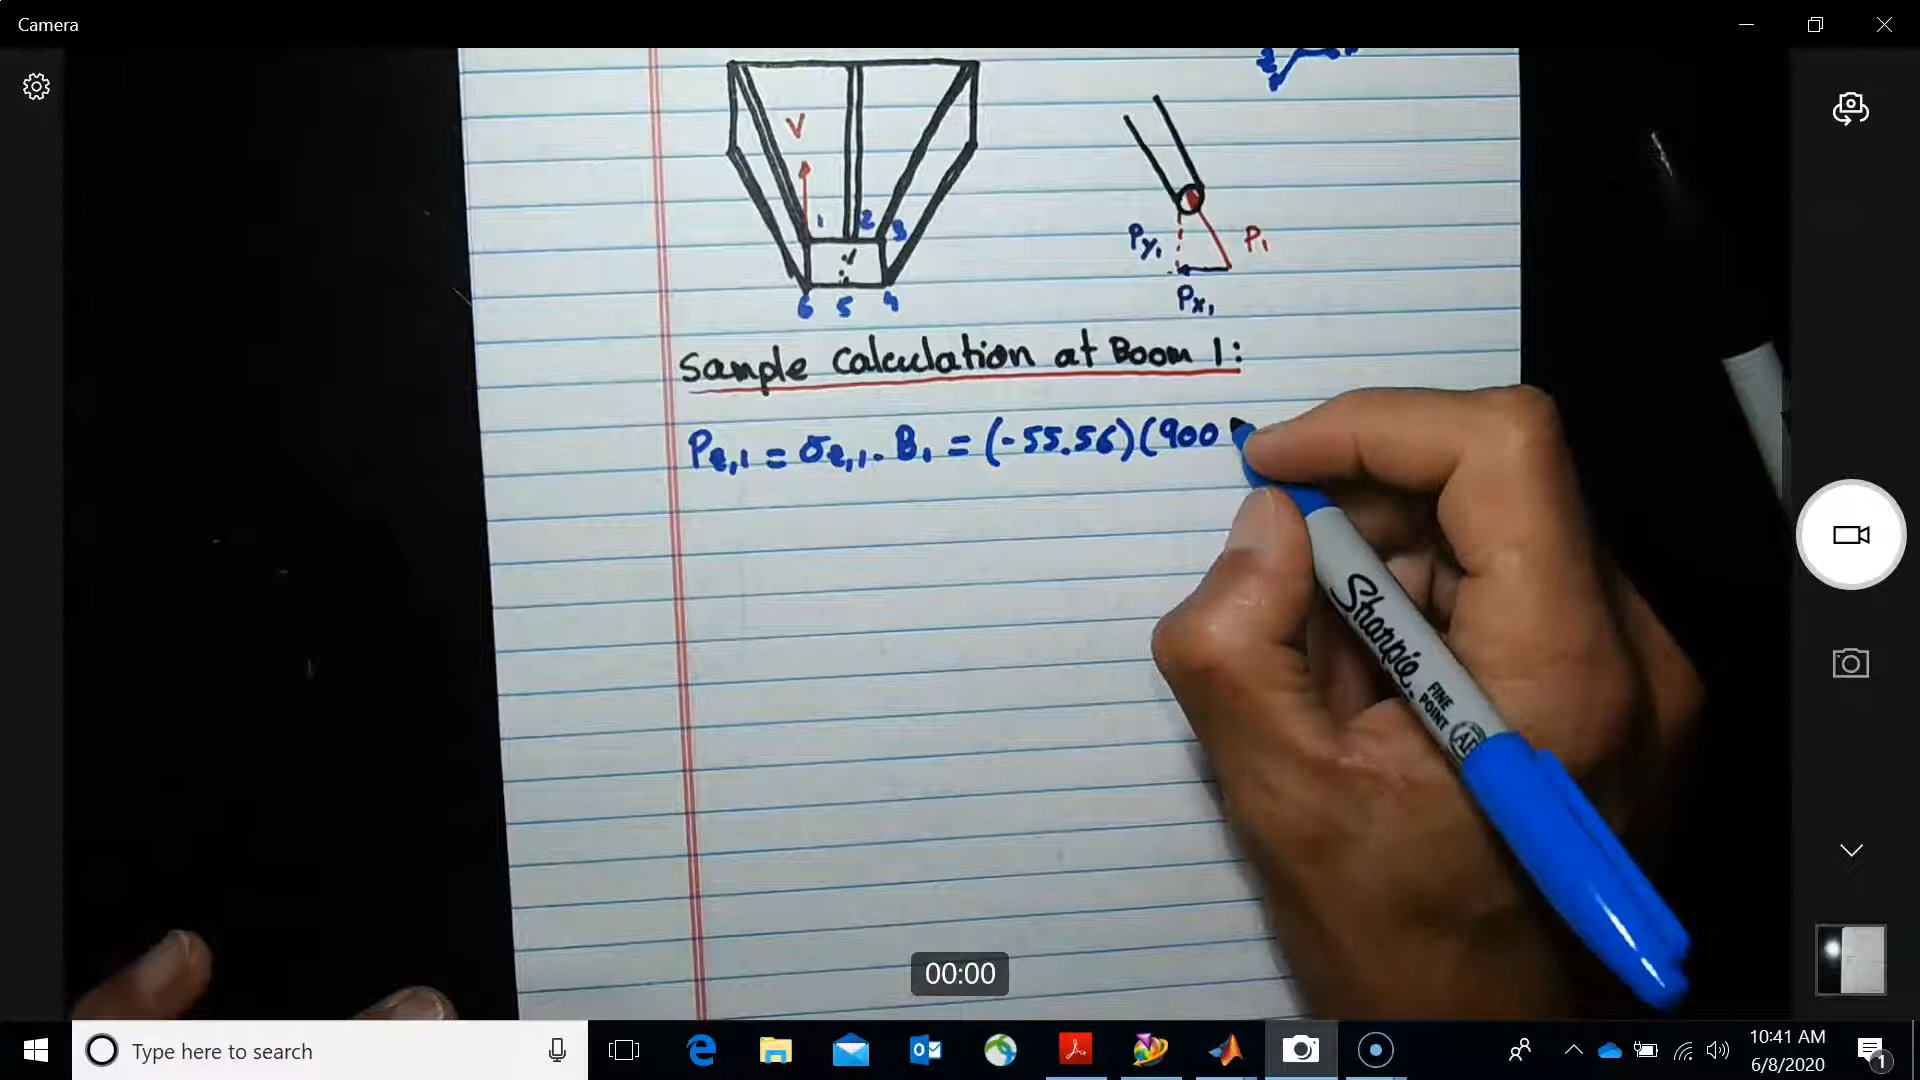 Camera
V
1 2 3
6 5 4
Py1
P1
Px1
Sample Calculation at Boom 1:
Pz,1 = σz,1 . B1 = (-55.56)(900
Sharpie.
FINE
POINT
AP
00:00
Type here to search
10:41 AM
6/8/2020
1